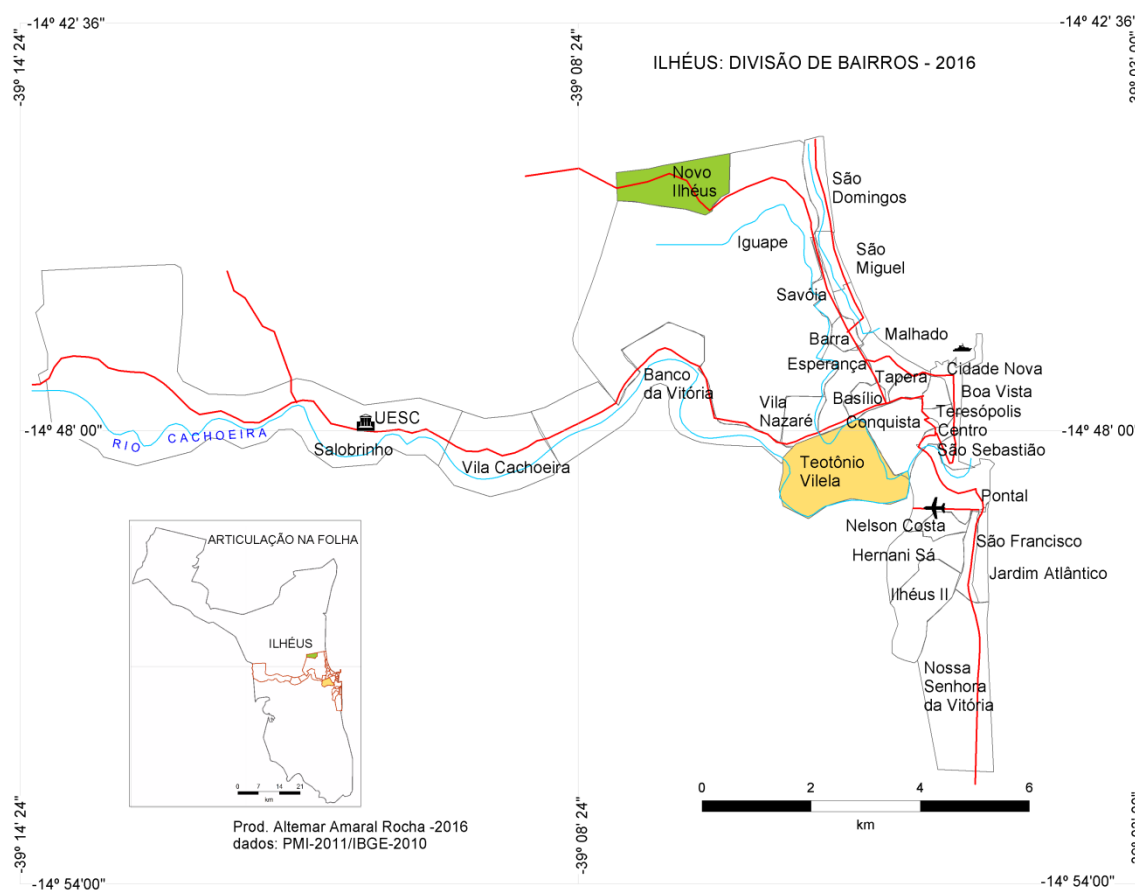 -14º 42' 36"
-14º 42' 36"
-39º 14' 24"
-39º 08' 24"
ILHÉUS: DIVISÃO DE BAIRROS - 2016
Novo
Ilhéus
São
Domingos
Iguape
São
Miguel
Savóia
Barra
Malhado
Esperança
Cidade Nova
Tapera
Banco
da Vitória
Boa Vista
Vila
Nazaré
Basílio
Teresópolis
UESC
Conquista
Centro
-14º 48' 00"
-14º 48' 00"
RIO CACHOEIRA
Salobrinho
Vila Cachoeira
São Sebastião
Teotônio
Vilela
Pontal
Nelson Costa
São Francisco
Hernani Sá
Jardim Atlântico
Ilhéus II
Nossa
Senhora
da Vitória
ARTICULAÇÃO NA FOLHA
ILHÉUS
0 7 14 21
km
0 2 4 6
km
Prod. Altemar Amaral Rocha -2016
dados: PMI-2011/IBGE-2010
-39º 14' 24"
-39º 08' 24"
-14º 54'00"
-14º 54'00"